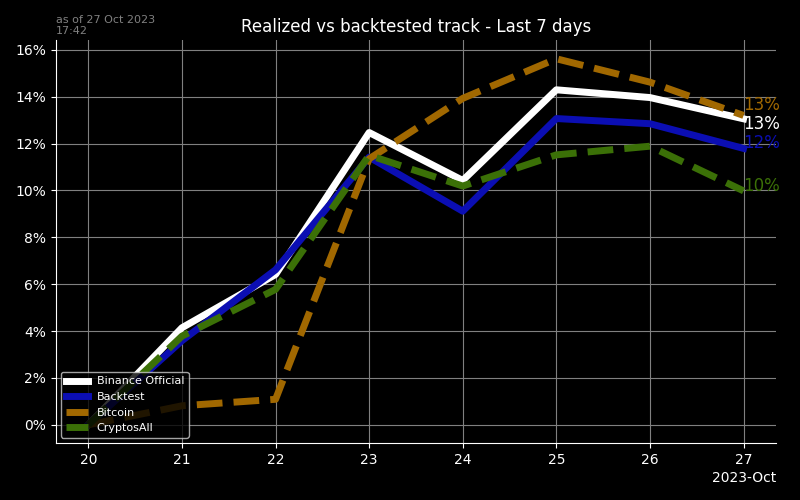 as of 27 Oct 2023
17:42
Realized vs backtested track - Last 7 days
16%
14%
12%
10%
8%
6%
4%
2%
0%
13%
13%
12%
10%
Binance Official
Backtest
Bitcoin
CryptosAll
20 21 22 23 24 25 26 27
2023-Oct